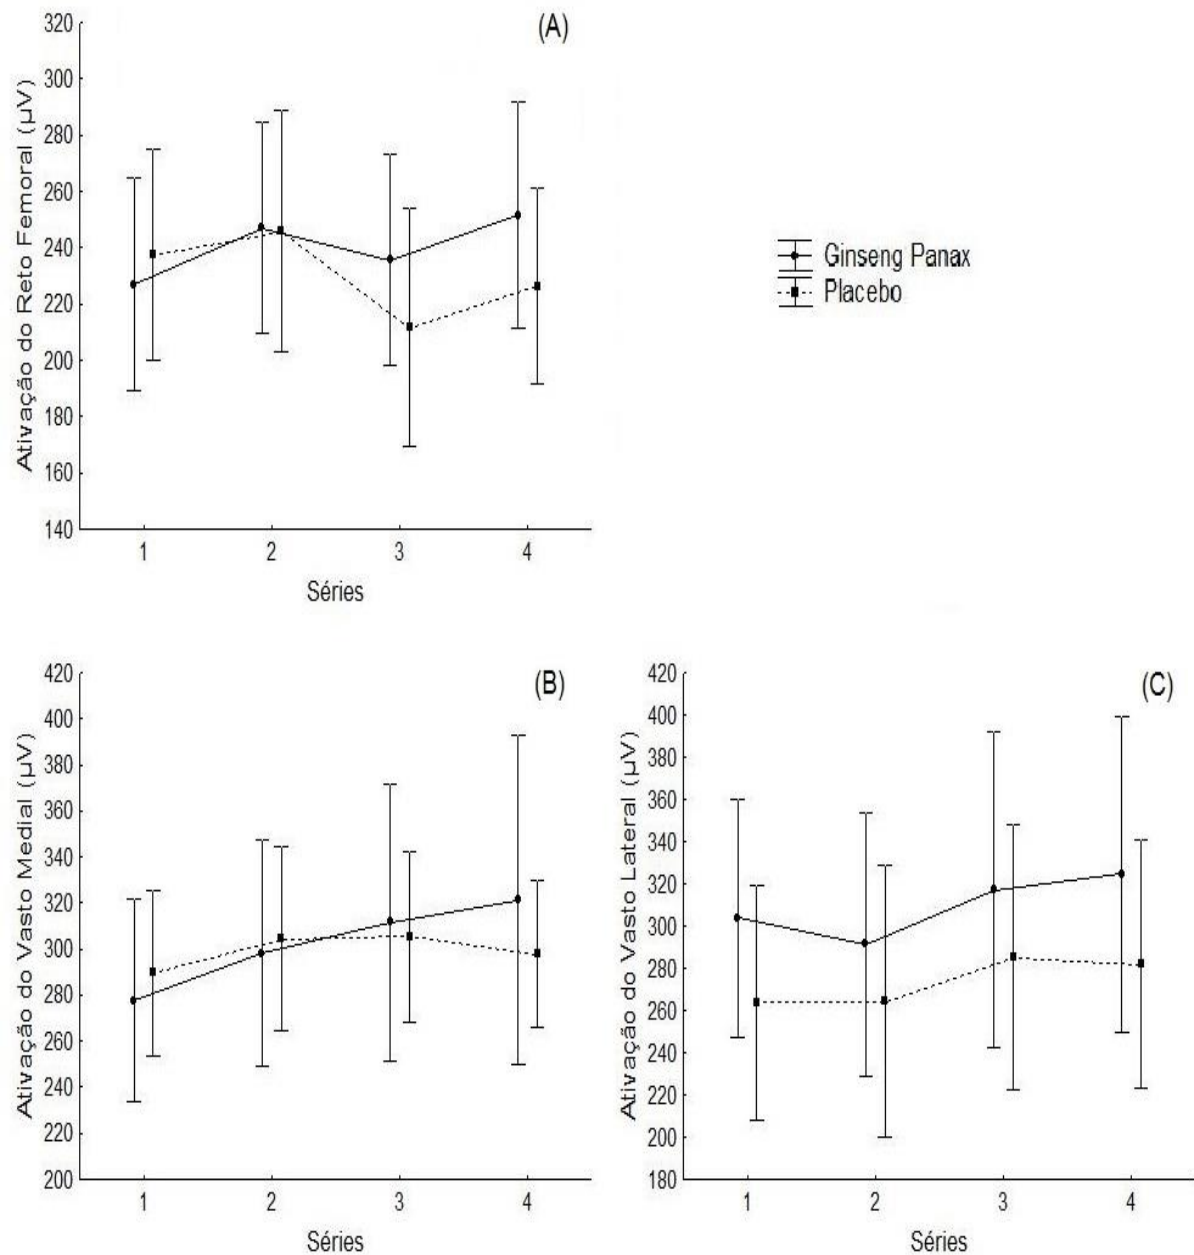 (A)
Ativação do Reto Femoral (µV)
320
300
280
260
240
220
200
180
160
140
1 2 3 4
Séries
Ginseng Panax
Placebo
(B)
Ativação do Vasto Medial (µV)
420
400
380
360
340
320
300
280
260
240
220
200
1 2 3 4
Séries
(C)
Ativação do Vasto Lateral (µV)
420
400
380
360
340
320
300
280
260
240
220
200
180
1 2 3 4
Séries